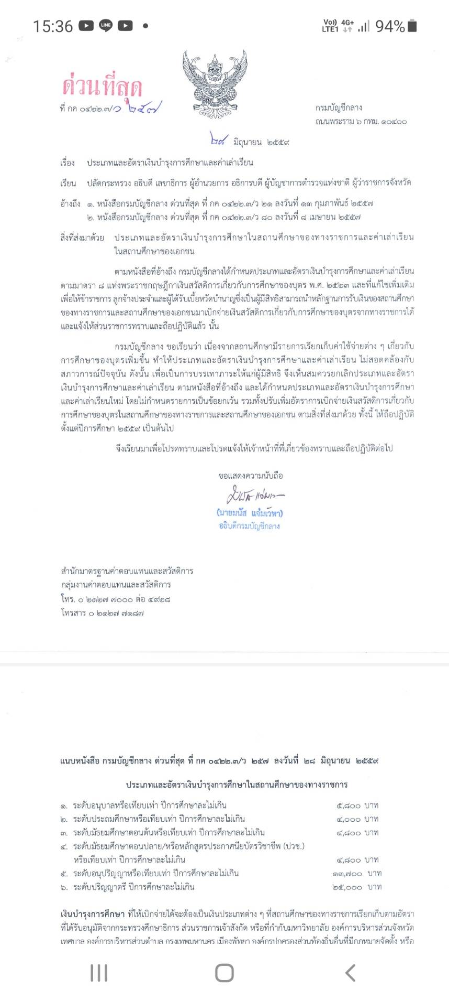 15:36 LINE Vo)) LTE1 4G+ 94%
ด่วนที่สุด
ที่ กค ๐๔๒๒.๓/ว ๒๕๗
กรมบัญชีกลาง
ถนนพระราม ๖ กทม. ๑๐๔๐๐
๒๘ มิถุนายน ๒๕๕๙
เรื่อง ประเภทและอัตราเงินบำรุงการศึกษาและค่าเล่าเรียน
เรียน ปลัดกระทรวง อธิบดี เลขาธิการ ผู้อำนวยการ อธิการบดี ผู้บัญชาการตำรวจแห่งชาติ ผู้ว่าราชการจังหวัด
อ้างถึง ๑. หนังสือกรมบัญชีกลาง ด่วนที่สุด ที่ กค ๐๔๒๒.๓/ว ๒๑ ลงวันที่ ๑๓ กุมภาพันธ์ ๒๕๕๗
๒. หนังสือกรมบัญชีกลาง ด่วนที่สุด ที่ กค ๐๔๒๒.๓/ว ๘๐ ลงวันที่ ๘ เมษายน ๒๕๕๗
สิ่งที่ส่งมาด้วย ประเภทและอัตราเงินบำรุงการศึกษาในสถานศึกษาของทางราชการและค่าเล่าเรียน
ในสถานศึกษาของเอกชน
ตามหนังสือที่อ้างถึง กรมบัญชีกลางได้กำหนดประเภทและอัตราเงินบำรุงการศึกษาและค่าเล่าเรียน
ตามมาตรา ๘ แห่งพระราชกฤษฎีกาเงินสวัสดิการเกี่ยวกับการศึกษาของบุตร พ.ศ. ๒๕๒๓ และที่แก้ไขเพิ่มเติม
เพื่อให้ข้าราชการ ลูกจ้างประจำและผู้ได้รับเบี้ยหวัดบำนาญซึ่งเป็นผู้มีสิทธิสามารถนำหลักฐานการรับเงินของสถานศึกษา
ของทางราชการและสถานศึกษาของเอกชนมาเบิกจ่ายเงินสวัสดิการเกี่ยวกับการศึกษาของบุตรจากทางราชการได้
และแจ้งให้ส่วนราชการทราบและถือปฏิบัติแล้ว นั้น
กรมบัญชีกลาง ขอเรียนว่า เนื่องจากสถานศึกษามีรายการเรียกเก็บค่าใช้จ่ายต่าง ๆ เกี่ยวกับ
การศึกษาของบุตรเพิ่มขึ้น ทำให้ประเภทและอัตราเงินบำรุงการศึกษาและค่าเล่าเรียน ไม่สอดคล้องกับ
สภาวการณ์ปัจจุบัน ดังนั้น เพื่อเป็นการบรรเทาภาระให้แก่ผู้มีสิทธิ จึงเห็นสมควรยกเลิกประเภทและอัตรา
เงินบำรุงการศึกษาและค่าเล่าเรียน ตามหนังสือที่อ้างถึง และได้กำหนดประเภทและอัตราเงินบำรุงการศึกษา
และค่าเล่าเรียนใหม่ โดยไม่กำหนดรายการเป็นข้อยกเว้น รวมทั้งปรับเพิ่มอัตราการเบิกจ่ายเงินสวัสดิการเกี่ยวกับ
การศึกษาของบุตรในสถานศึกษาของทางราชการและสถานศึกษาของเอกชน ตามสิ่งที่ส่งมาด้วย ทั้งนี้ ให้ถือปฏิบัติ
ตั้งแต่ปีการศึกษา ๒๕๕๙ เป็นต้นไป
จึงเรียนมาเพื่อโปรดทราบและโปรดแจ้งให้เจ้าหน้าที่ที่เกี่ยวข้องทราบและถือปฏิบัติต่อไป
ขอแสดงความนับถือ
มนัส แจ่มเวหา
(นายมนัส แจ่มเวหา)
อธิบดีกรมบัญชีกลาง
สำนักมาตรฐานค่าตอบแทนและสวัสดิการ
กลุ่มงานค่าตอบแทนและสวัสดิการ
โทร. ๐ ๒๑๒๗ ๗๐๐๐ ต่อ ๔๙๒๘
โทรสาร ๐ ๒๑๒๗ ๗๑๘๗
แนบหนังสือ กรมบัญชีกลาง ด่วนที่สุด ที่ กค ๐๔๒๒.๓/ว ๒๕๗ ลงวันที่ ๒๘ มิถุนายน ๒๕๕๙
ประเภทและอัตราเงินบำรุงการศึกษาในสถานศึกษาของทางราชการ
๑. ระดับอนุบาลหรือเทียบเท่า ปีการศึกษาละไม่เกิน ๕,๘๐๐ บาท
๒. ระดับประถมศึกษาหรือเทียบเท่า ปีการศึกษาละไม่เกิน ๔,๐๐๐ บาท
๓. ระดับมัธยมศึกษาตอนต้นหรือเทียบเท่า ปีการศึกษาละไม่เกิน ๔,๘๐๐ บาท
๔. ระดับมัธยมศึกษาตอนปลาย/หรือหลักสูตรประกาศนียบัตรวิชาชีพ (ปวช.)
หรือเทียบเท่า ปีการศึกษาละไม่เกิน ๔,๘๐๐ บาท
๕. ระดับอนุปริญญาหรือเทียบเท่า ปีการศึกษาละไม่เกิน ๑๓,๗๐๐ บาท
๖. ระดับปริญญาตรี ปีการศึกษาละไม่เกิน ๒๕,๐๐๐ บาท
เงินบำรุงการศึกษา ที่ให้เบิกจ่ายได้จะต้องเป็นเงินประเภทต่าง ๆ ที่สถานศึกษาของทางราชการเรียกเก็บตามอัตรา
ที่ได้รับอนุมัติจากกระทรวงศึกษาธิการ ส่วนราชการเจ้าสังกัด หรือที่กำกับมหาวิทยาลัย องค์การบริหารส่วนจังหวัด
เทศบาล องค์การบริหารส่วนตำบล กรุงเทพมหานคร เมืองพัทยา องค์กรปกครองส่วนท้องถิ่นอื่นที่มีกฎหมายจัดตั้ง หรือ